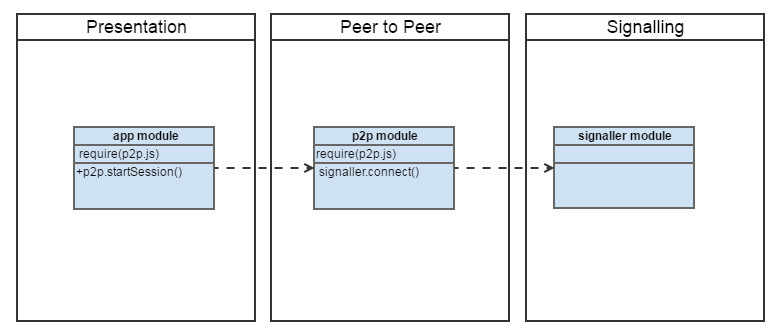 Presentation
Peer to Peer
Signalling
app module
require(p2p.js)
+p2p.startSession()
p2p module
require(p2p.js)
signaller.connect()
signaller module